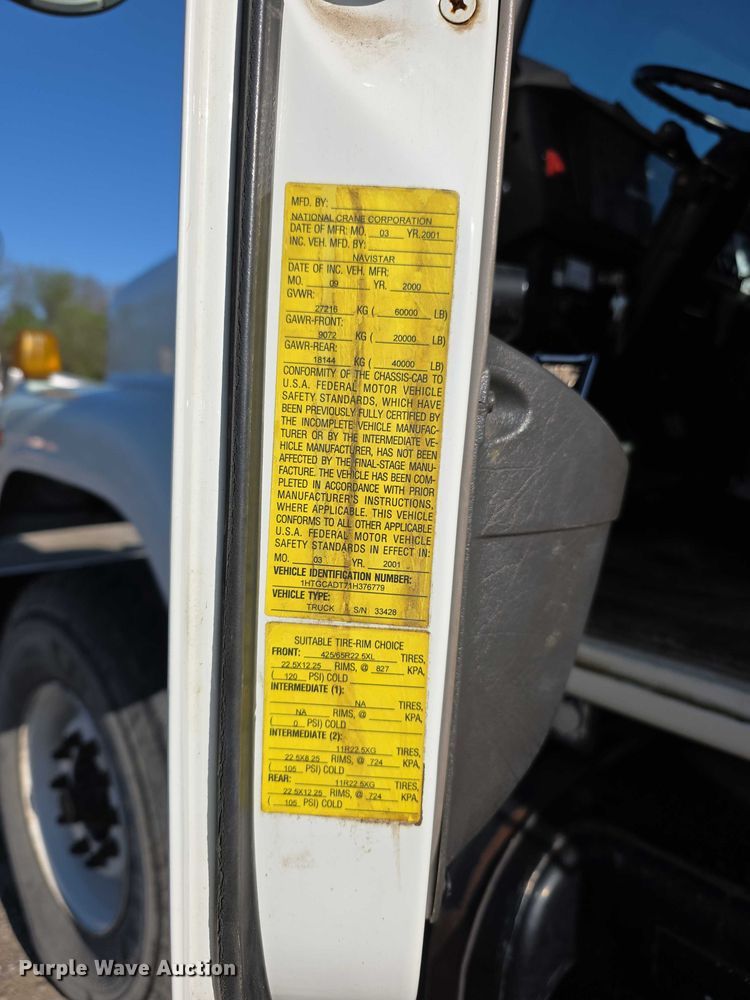 MFD. BY:
NATIONAL CRANE CORPORATION
DATE OF MFR: MO. 03 YR. 2001
INC. VEH. MFD. BY:
NAVISTAR
DATE OF INC. VEH. MFR:
MO. 09 YR. 2000
GVWR:
27216 KG ( 60000 LB)
GAWR-FRONT:
9072 KG ( 20000 LB)
GAWR-REAR:
18144 KG ( 40000 LB)
CONFORMITY OF THE CHASSIS-CAB TO
U.S.A. FEDERAL MOTOR VEHICLE
SAFETY STANDARDS, WHICH HAVE
BEEN PREVIOUSLY FULLY CERTIFIED BY
THE INCOMPLETE VEHICLE MANUFAC-
TURER OR BY THE INTERMEDIATE VE-
HICLE MANUFACTURER, HAS NOT BEEN
AFFECTED BY THE FINAL-STAGE MANU-
FACTURE. THE VEHICLE HAS BEEN COM-
PLETED IN ACCORDANCE WITH PRIOR
MANUFACTURER'S INSTRUCTIONS,
WHERE APPLICABLE. THIS VEHICLE
CONFORMS TO ALL OTHER APPLICABLE
U.S.A. FEDERAL MOTOR VEHICLE
SAFETY STANDARDS IN EFFECT IN:
MO. 03 YR. 2001
VEHICLE IDENTIFICATION NUMBER:
1HTGCADT71H376779
VEHICLE TYPE:
TRUCK S/N 33428
SUITABLE TIRE-RIM CHOICE
FRONT: 425/65R22.5XL TIRES,
22.5X12.25 RIMS, @ 827 KPA,
( 120 PSI) COLD
INTERMEDIATE (1):
NA TIRES,
NA RIMS, @ KPA,
( 0 PSI) COLD
INTERMEDIATE (2):
11R22.5XG TIRES,
22.5X8.25 RIMS, @ 724 KPA,
( 105 PSI) COLD
REAR: 11R22.5XG TIRES,
22.5X12.25 RIMS, @ 724 KPA,
( 105 PSI) COLD
Purple Wave Auction